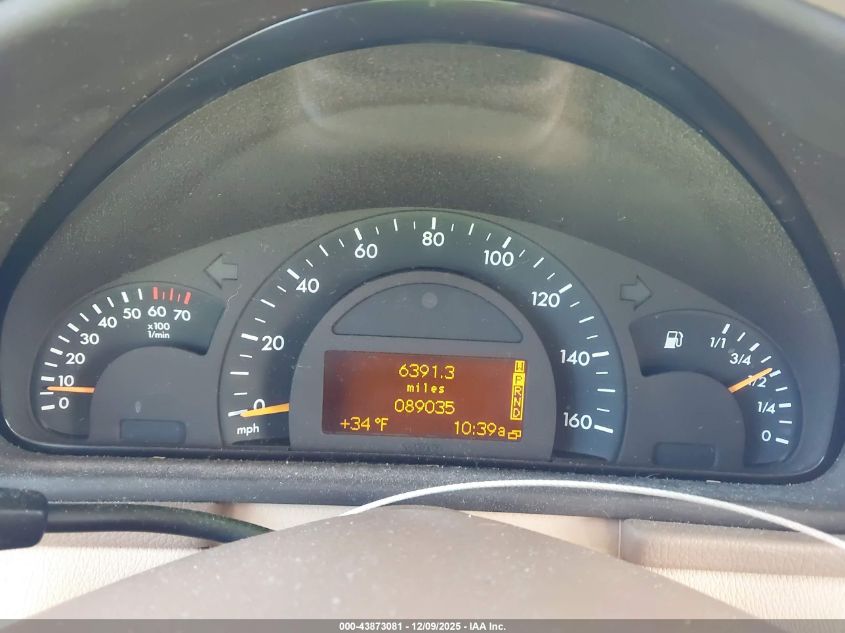 80
60
100
40
120
20
140
0
160
mph
50 60 70
40
30
20
10
0
x100
1/min
1/1
3/4
1/2
1/4
0
6391.3
miles
089035
+34 °F
10:39a
W
P
R
N
D
000-43873081 - 12/09/2025 - IAA Inc.